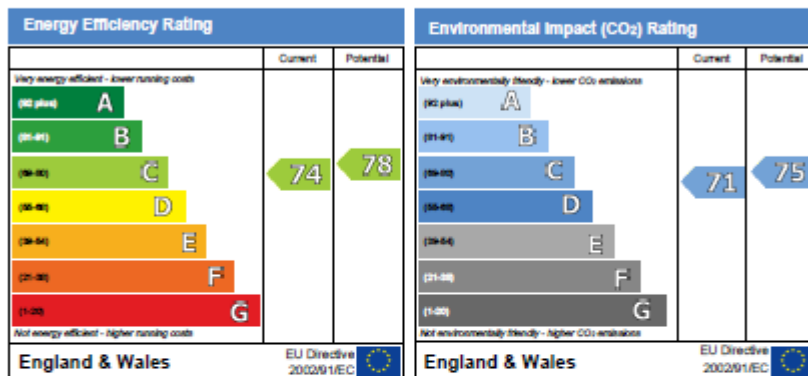 Energy Efficiency Rating
Current Potential
Very energy efficient - lower running costs
(92 plus) A
(81-91) B
(69-80) C
(55-68) D
(39-54) E
(21-38) F
(1-20) G
74 78
Not energy efficient - higher running costs
England & Wales
EU Directive
2002/91/EC
Environmental Impact (CO₂) Rating
Current Potential
Very environmentally friendly - lower CO₂ emissions
(92 plus) A
(81-91) B
(69-80) C
(55-68) D
(39-54) E
(21-38) F
(1-20) G
71 75
Not environmentally friendly - higher CO₂ emissions
England & Wales
EU Directive
2002/91/EC